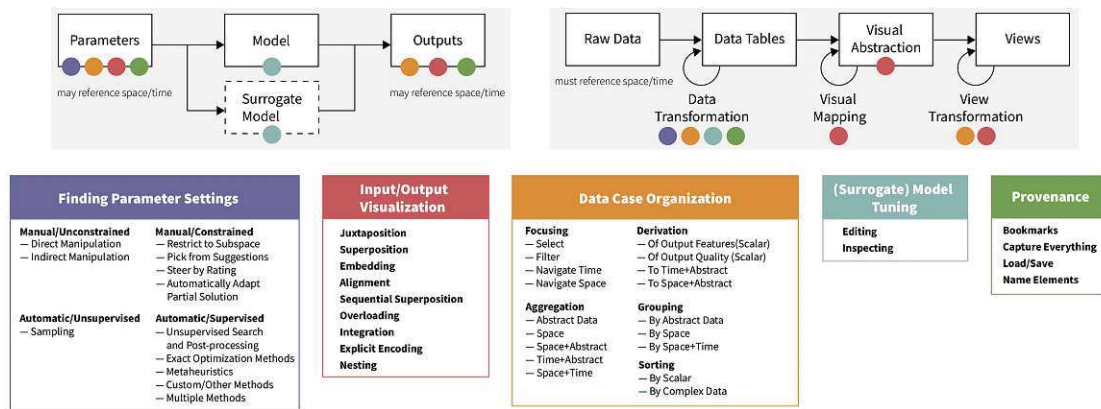 Parameters
Model
Outputs
may reference space/time
Surrogate
Model
may reference space/time
Raw Data
Data Tables
Visual
Abstraction
Views
must reference space/time
Data
Transformation
Visual
Mapping
View
Transformation
Finding Parameter Settings
Manual/Unconstrained
— Direct Manipulation
— Indirect Manipulation
Manual/Constrained
— Restrict to Subspace
— Pick from Suggestions
— Steer by Rating
— Automatically Adapt
Partial Solution
Automatic/Unsupervised
— Sampling
Automatic/Supervised
— Unsupervised Search
and Post-processing
— Exact Optimization Methods
— Metaheuristics
— Custom/Other Methods
— Multiple Methods
Input/Output
Visualization
Juxtaposition
Superposition
Embedding
Alignment
Sequential Superposition
Overloading
Integration
Explicit Encoding
Nesting
Data Case Organization
Focusing
— Select
— Filter
— Navigate Time
— Navigate Space
Aggregation
— Abstract Data
— Space
— Space+Abstract
— Time+Abstract
— Space+Time
Derivation
— Of Output Features(Scalar)
— Of Output Quality (Scalar)
— To Time+Abstract
— To Space+Abstract
Grouping
— By Abstract Data
— By Space
— By Space+Time
Sorting
— By Scalar
— By Complex Data
(Surrogate) Model
Tuning
Editing
Inspecting
Provenance
Bookmarks
Capture Everything
Load/Save
Name Elements